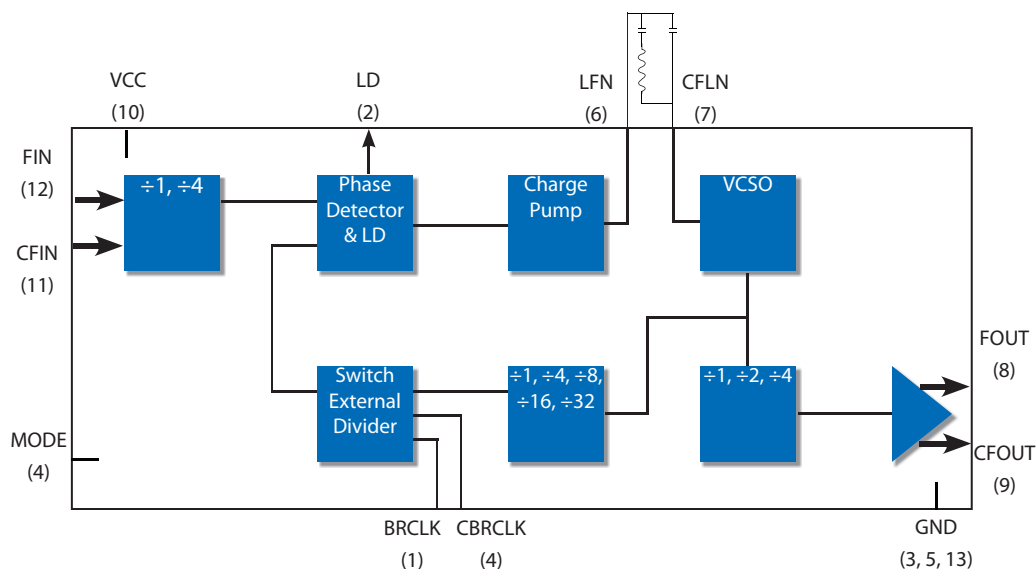 VCC
(10)
LD
(2)
LFN
(6)
CFLN
(7)
FIN
(12)
CFIN
(11)
÷1, ÷4
Phase
Detector
& LD
Charge
Pump
VCSO
Switch
External
Divider
÷1, ÷4, ÷8,
÷16, ÷32
÷1, ÷2, ÷4
FOUT
(8)
CFOUT
(9)
MODE
(4)
BRCLK
(1)
CBRCLK
(4)
GND
(3, 5, 13)